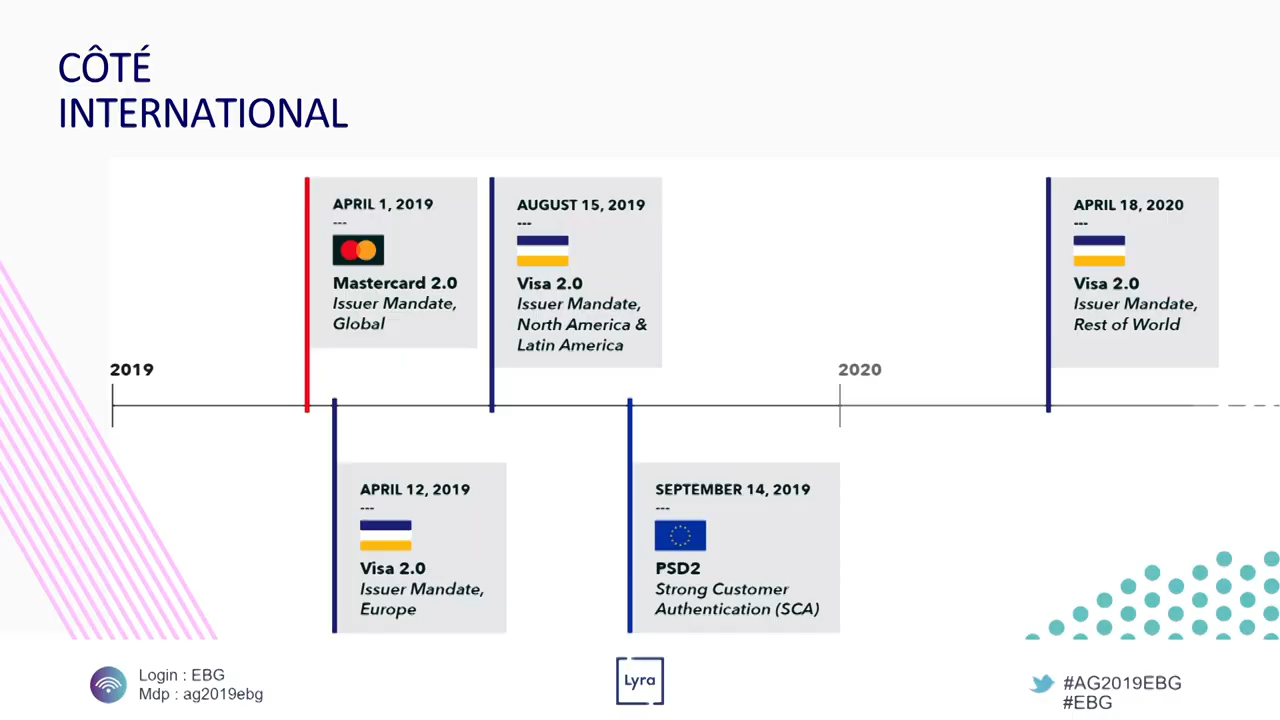 CÔTÉ
INTERNATIONAL
APRIL 1, 2019
---
Mastercard 2.0
Issuer Mandate,
Global
AUGUST 15, 2019
---
Visa 2.0
Issuer Mandate,
North America &
Latin America
APRIL 18, 2020
---
Visa 2.0
Issuer Mandate,
Rest of World
2019
2020
APRIL 12, 2019
---
Visa 2.0
Issuer Mandate,
Europe
SEPTEMBER 14, 2019
---
PSD2
Strong Customer
Authentication (SCA)
Login : EBG
Mdp : ag2019ebg
Lyra
#AG2019EBG
#EBG